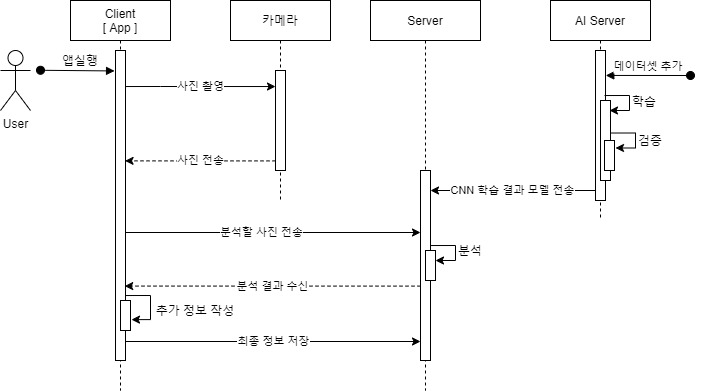 Client
[ App ]
카메라
Server
AI Server
User
앱실행
데이터셋 추가
사진 촬영
학습
검증
사진 전송
CNN 학습 결과 모델 전송
분석할 사진 전송
분석
분석 결과 수신
추가 정보 작성
최종 정보 저장